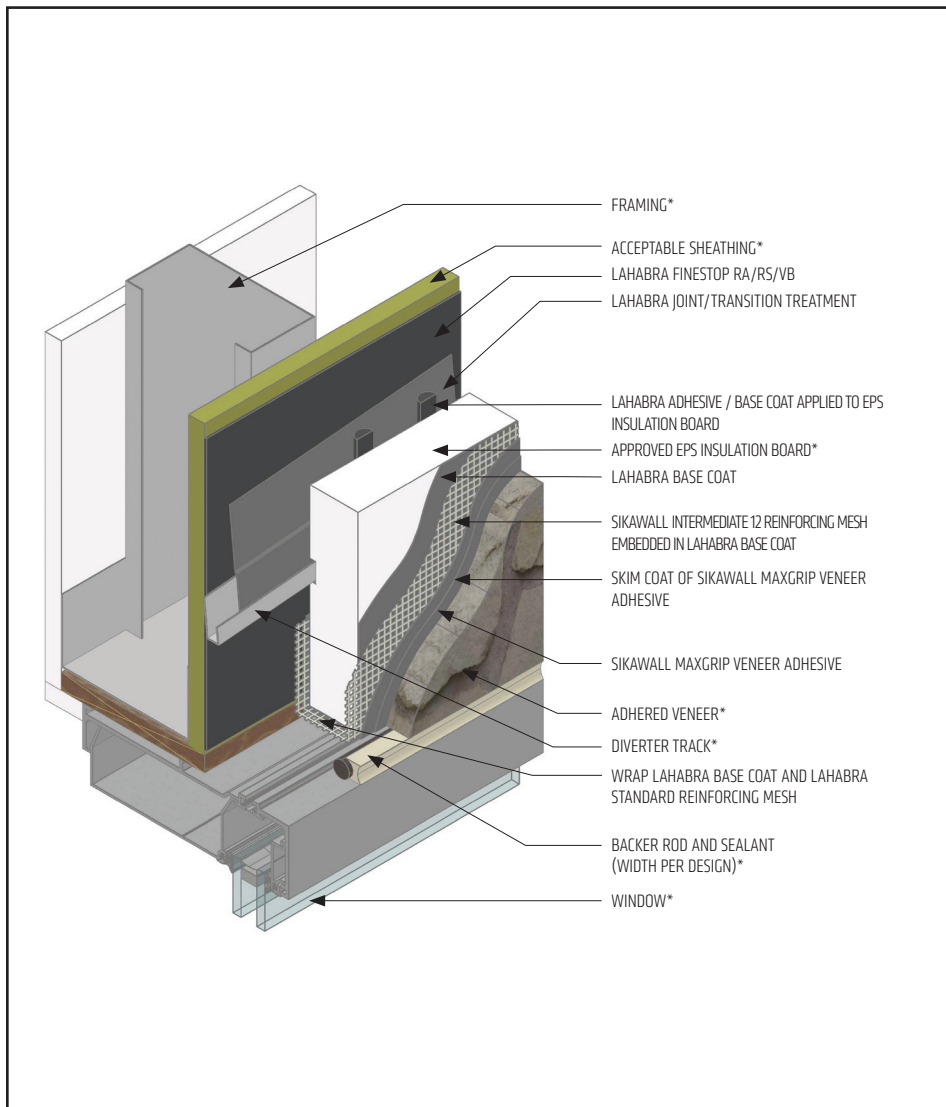 FRAMING*
ACCEPTABLE SHEATHING*
LAHABRA FINESTOP RA/RS/VB
LAHABRA JOINT/TRANSITION TREATMENT
LAHABRA ADHESIVE / BASE COAT APPLIED TO EPS
INSULATION BOARD
APPROVED EPS INSULATION BOARD*
LAHABRA BASE COAT
SIKAWALL INTERMEDIATE 12 REINFORCING MESH
EMBEDDED IN LAHABRA BASE COAT
SKIM COAT OF SIKAWALL MAXGRIP VENEER
ADHESIVE
SIKAWALL MAXGRIP VENEER ADHESIVE
ADHERED VENEER*
DIVERTER TRACK*
WRAP LAHABRA BASE COAT AND LAHABRA
STANDARD REINFORCING MESH
BACKER ROD AND SEALANT
(WIDTH PER DESIGN)*
WINDOW*